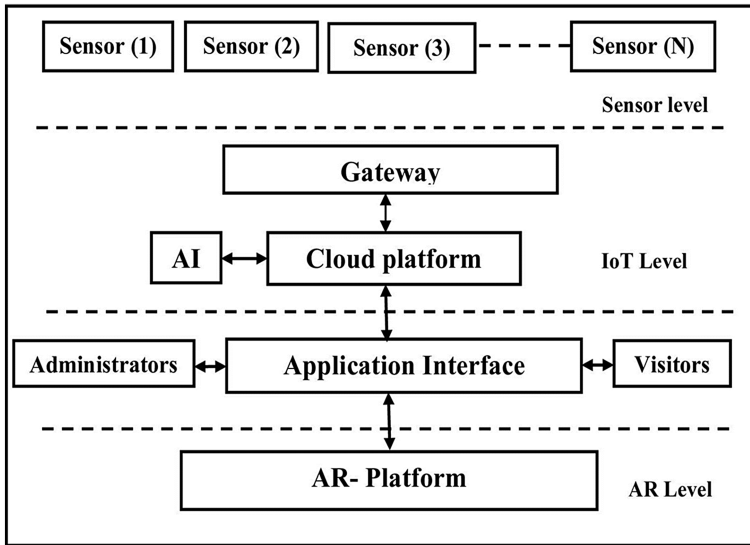 Sensor (1)
Sensor (2)
Sensor (3)
Sensor (N)
Sensor level
Gateway
AI
Cloud platform
IoT Level
Administrators
Application Interface
Visitors
AR- Platform
AR Level